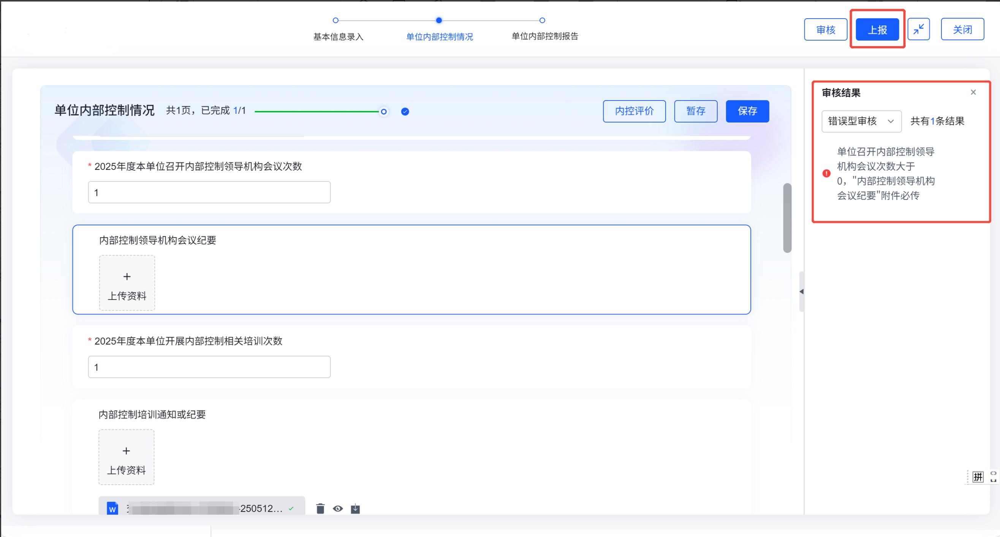 基本信息录入
单位内部控制情况
单位内部控制报告
审核
上报
关闭
单位内部控制情况
共1页，已完成 1/1
内控评价
暂存
保存
* 2025年度本单位召开内部控制领导机构会议次数
1
内部控制领导机构会议纪要
+
上传资料
* 2025年度本单位开展内部控制相关培训次数
1
内部控制培训通知或纪要
+
上传资料
W
-250512...
审核结果
错误型审核
共有1条结果
单位召开内部控制领导
机构会议次数大于
0，"内部控制领导机构
会议纪要"附件必传
拼